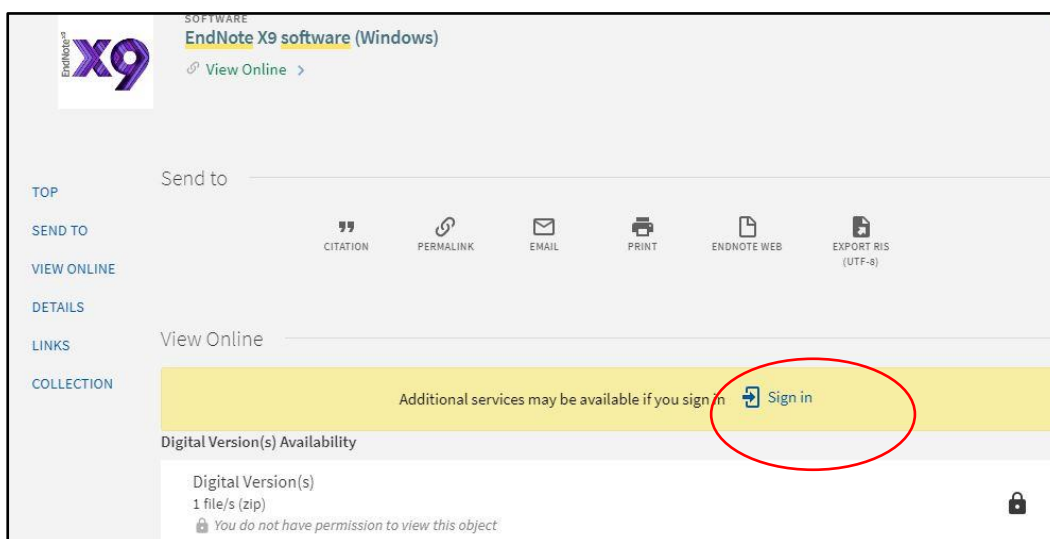 SOFTWARE
EndNote X9
X9
EndNote X9 software (Windows)
View Online >
Send to
TOP
SEND TO
VIEW ONLINE
DETAILS
LINKS
COLLECTION
CITATION
PERMALINK
EMAIL
PRINT
ENDNOTE WEB
EXPORT RIS
(UTF-8)
View Online
Additional services may be available if you sign in Sign in
Digital Version(s) Availability
Digital Version(s)
1 file/s (zip)
You do not have permission to view this object